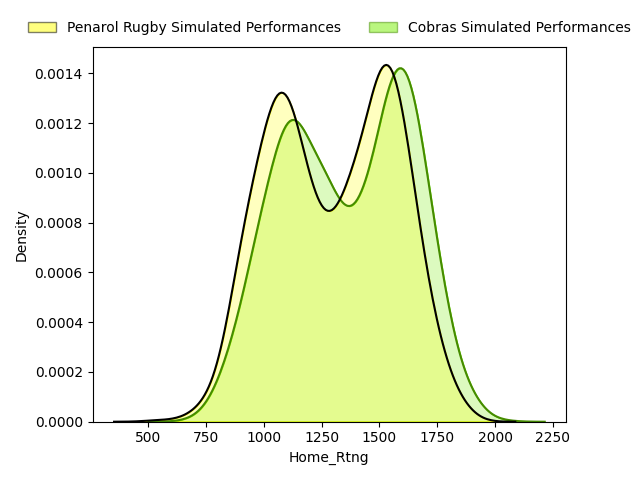 Penarol Rugby Simulated Performances Cobras Simulated Performances
0.0014
0.0012
0.0010
0.0008
0.0006
0.0004
0.0002
0.0000
Density
500 750 1000 1250 1500 1750 2000 2250
Home_Rtng